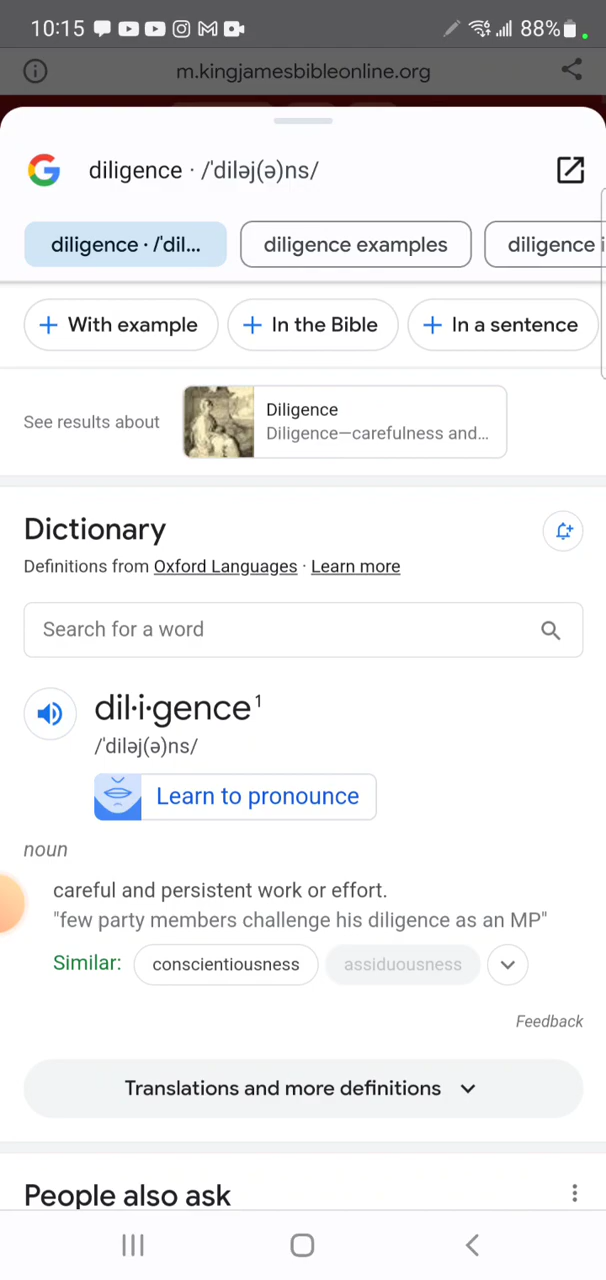 10:15 88%
m.kingjamesbibleonline.org
diligence · /ˈdiləj(ə)ns/
diligence · /ˈdil... diligence examples diligence i
+ With example + In the Bible + In a sentence
See results about
Diligence
Diligence—carefulness and...
Dictionary
Definitions from Oxford Languages · Learn more
Search for a word
dil·i·gence¹
/ˈdiləj(ə)ns/
Learn to pronounce
noun
careful and persistent work or effort.
"few party members challenge his diligence as an MP"
Similar: conscientiousness assiduousness
Feedback
Translations and more definitions
People also ask